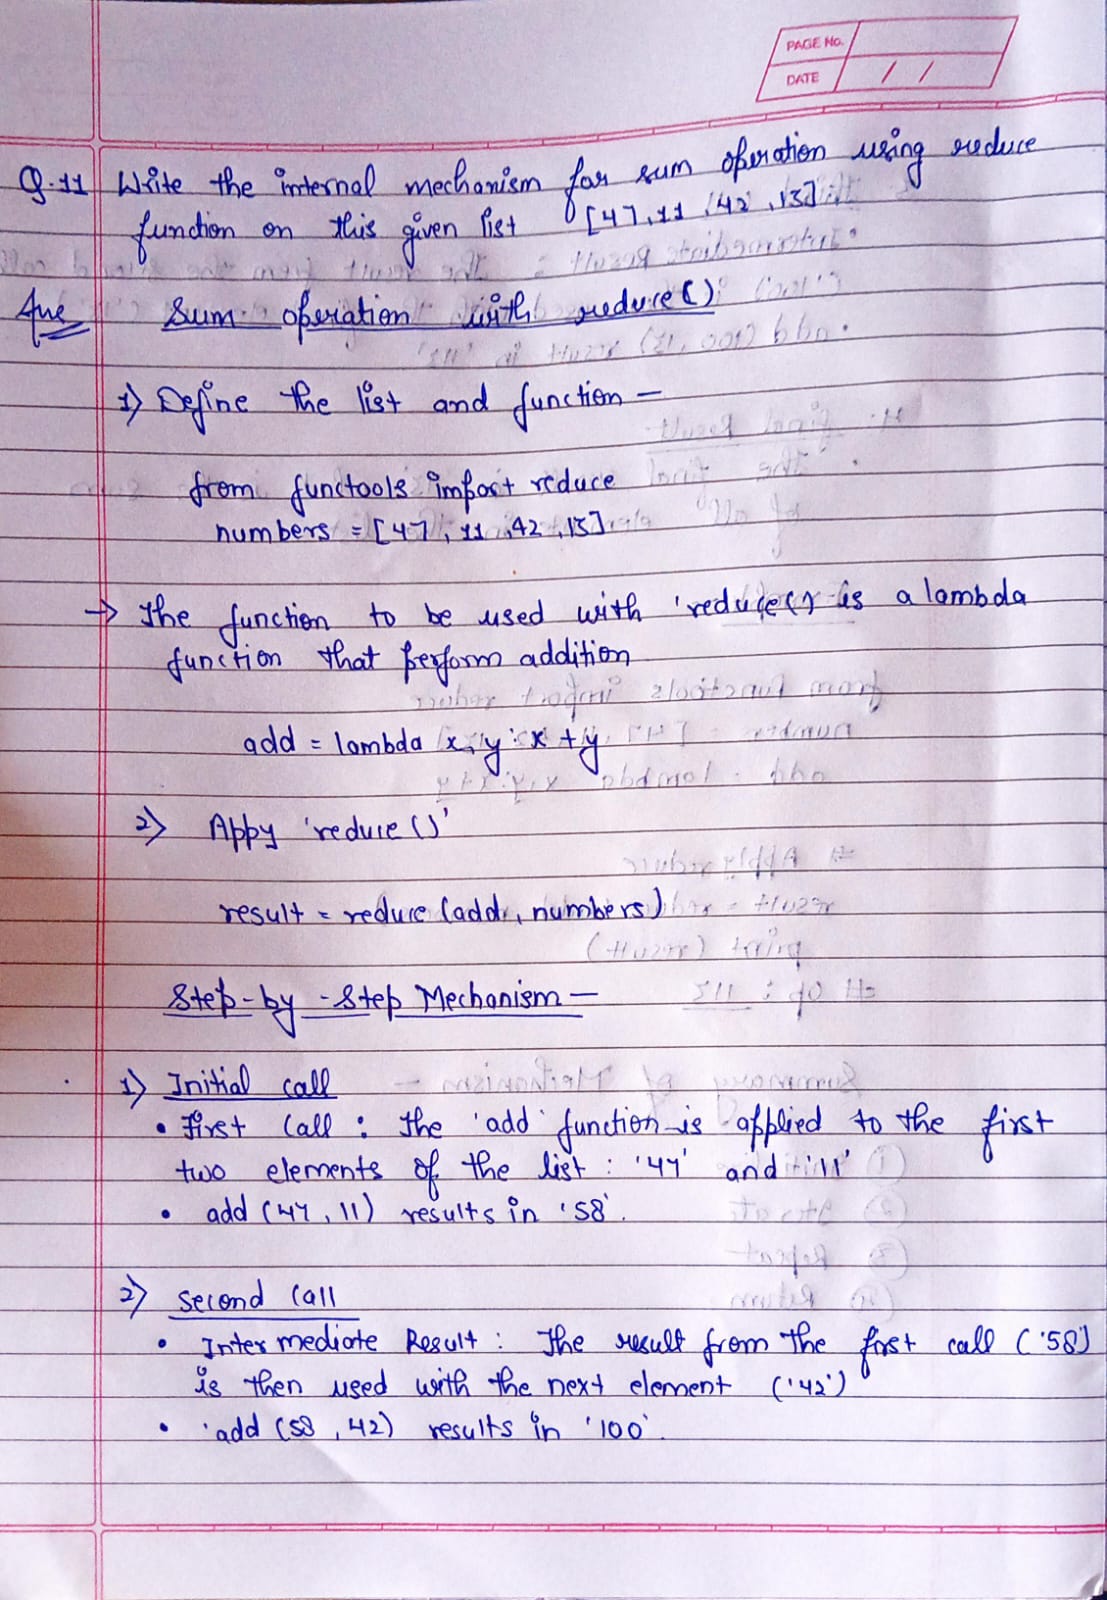 PAGE No.
DATE / /
Q.11 Write the internal mechanism for sum operation using reduce
function on this given list [47,11,42,13]
Ans Sum operation with reduce()
1) Define the list and function -
from functools import reduce
numbers = [47, 11, 42, 13]
→ The function to be used with 'reduce()' is a lambda
function that perform addition
add = lambda x, y : x + y
2) Appy 'reduce()'
result = reduce (add, numbers)
Step-by-Step Mechanism -
1) Initial call
• First Call : The 'add' function is applied to the first
two elements of the list : '47' and '11'
• add (47, 11) results in '58'.
2) Second Call
• Intermediate Result : The result from the first call ('58')
is then used with the next element ('42')
• 'add (58, 42) results in '100'.